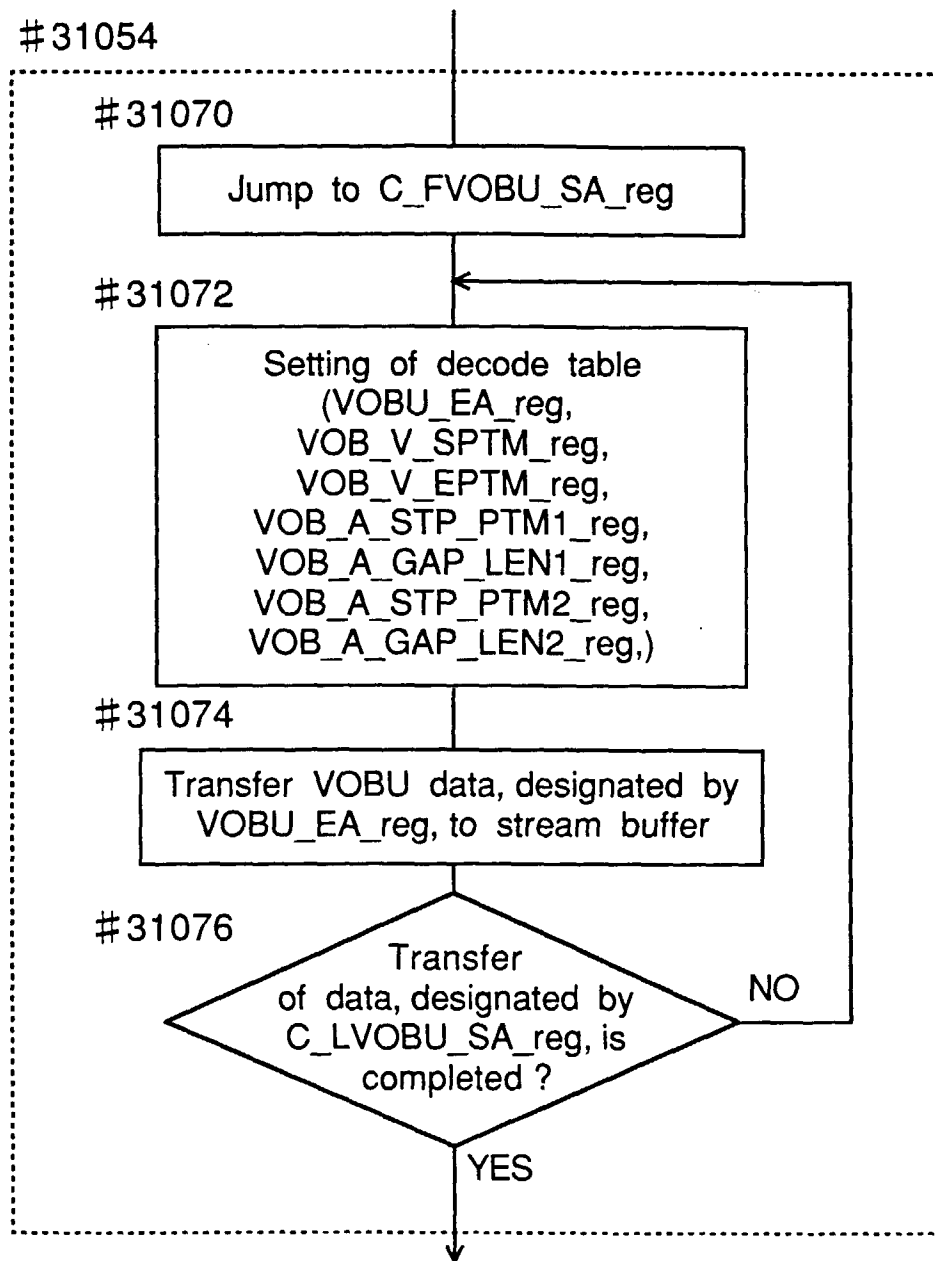 #31054
#31070
Jump to C_FVOBU_SA_reg
#31072
Setting of decode table
(VOBU_EA_reg,
VOB_V_SPTM_reg,
VOB_V_EPTM_reg,
VOB_A_STP_PTM1_reg,
VOB_A_GAP_LEN1_reg,
VOB_A_STP_PTM2_reg,
VOB_A_GAP_LEN2_reg,)
#31074
Transfer VOBU data, designated by
VOBU_EA_reg, to stream buffer
#31076
Transfer
of data, designated by
C_LVOBU_SA_reg, is
completed ?
NO
YES